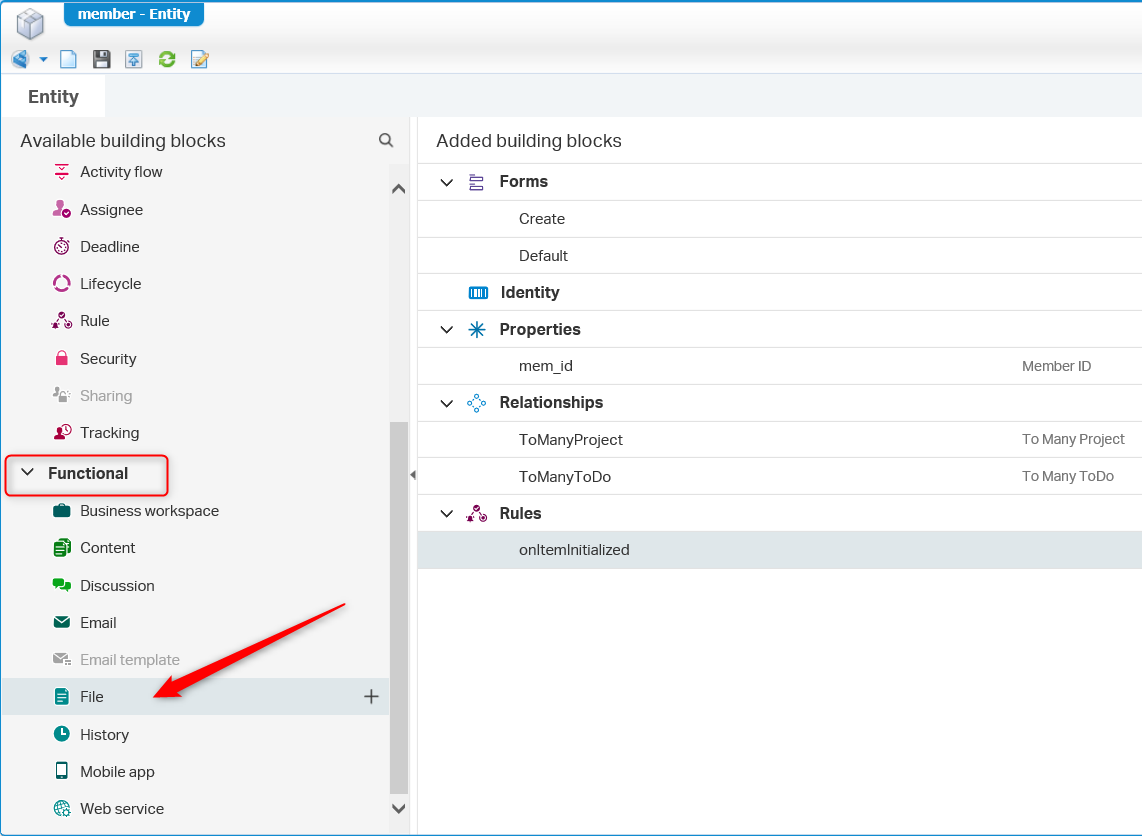 member - Entity
Entity
Available building blocks
Activity flow
Assignee
Deadline
Lifecycle
Rule
Security
Sharing
Tracking
Functional
Business workspace
Content
Discussion
Email
Email template
File
History
Mobile app
Web service
Added building blocks
Forms
Create
Default
Identity
Properties
mem_id Member ID
Relationships
ToManyProject To Many Project
ToManyToDo To Many ToDo
Rules
onItemInitialized